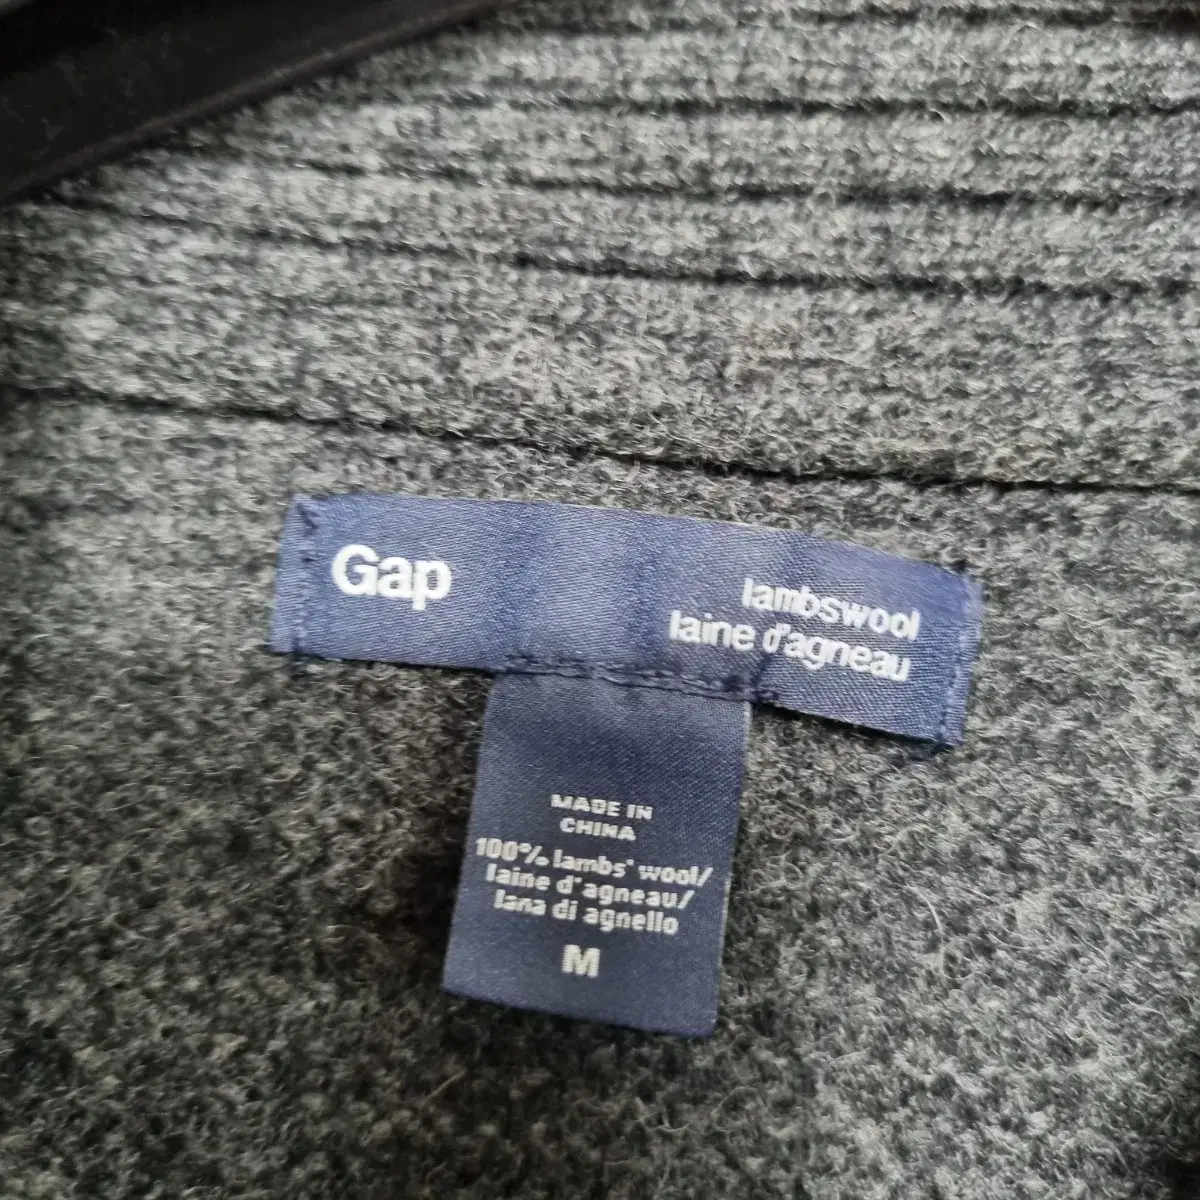 Gap
lambswool
laine d'agneau
MADE IN
CHINA
100% lambs' wool/
laine d'agneau/
lana di agnello
M